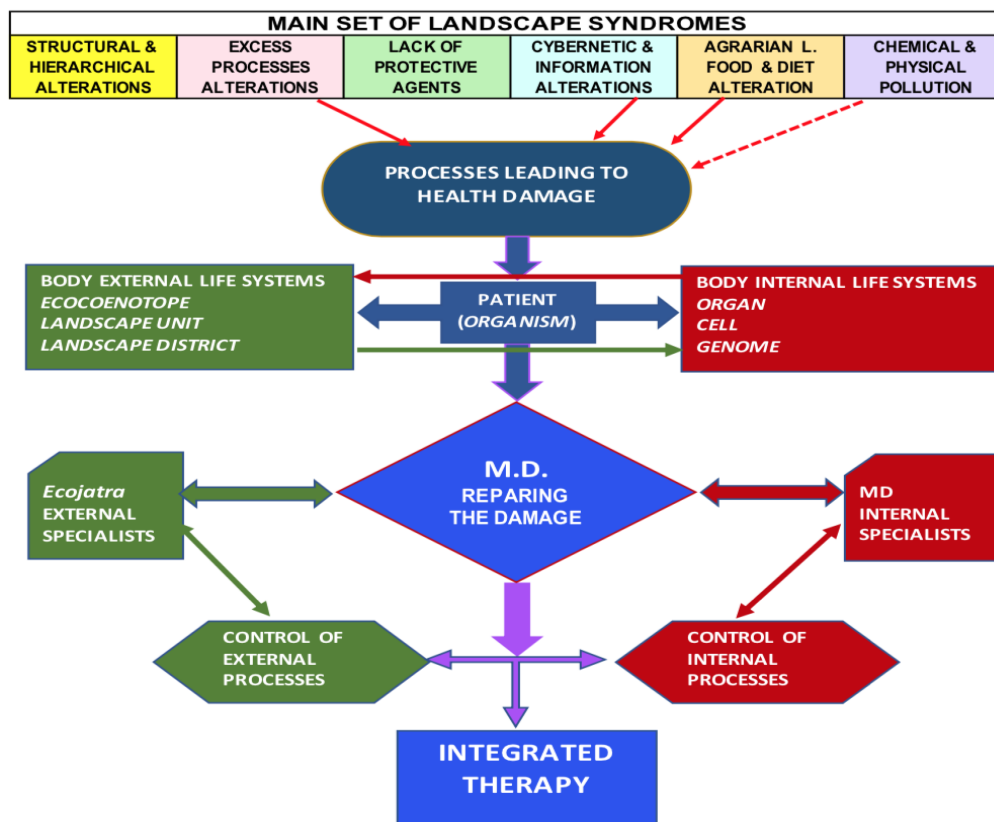 MAIN SET OF LANDSCAPE SYNDROMES
STRUCTURAL &
HIERARCHICAL
ALTERATIONS
EXCESS
PROCESSES
ALTERATIONS
LACK OF
PROTECTIVE
AGENTS
CYBERNETIC &
INFORMATION
ALTERATIONS
AGRARIAN L.
FOOD & DIET
ALTERATION
CHEMICAL &
PHYSICAL
POLLUTION
PROCESSES LEADING TO
HEALTH DAMAGE
BODY EXTERNAL LIFE SYSTEMS
ECOCOENOTOPE
LANDSCAPE UNIT
LANDSCAPE DISTRICT
PATIENT
(ORGANISM)
BODY INTERNAL LIFE SYSTEMS
ORGAN
CELL
GENOME
M.D.
REPARING
THE DAMAGE
Ecojatra
EXTERNAL
SPECIALISTS
MD
INTERNAL
SPECIALISTS
CONTROL OF
EXTERNAL
PROCESSES
CONTROL OF
INTERNAL
PROCESSES
INTEGRATED
THERAPY